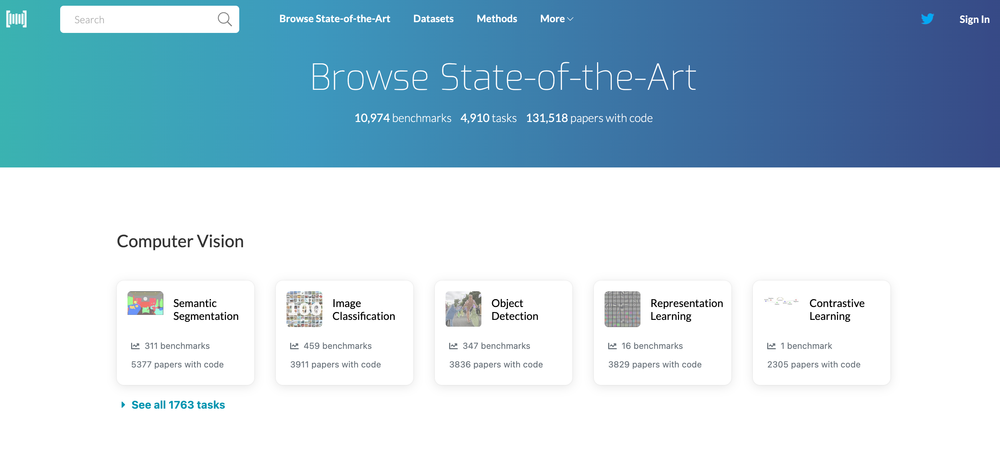 Search
Browse State-of-the-Art
Datasets
Methods
More
Sign In
Browse State-of-the-Art
10,974 benchmarks 4,910 tasks 131,518 papers with code
Computer Vision
Semantic
Segmentation
311 benchmarks
5377 papers with code
Image
Classification
459 benchmarks
3911 papers with code
Object
Detection
347 benchmarks
3836 papers with code
Representation
Learning
16 benchmarks
3829 papers with code
Contrastive
Learning
1 benchmark
2305 papers with code
See all 1763 tasks